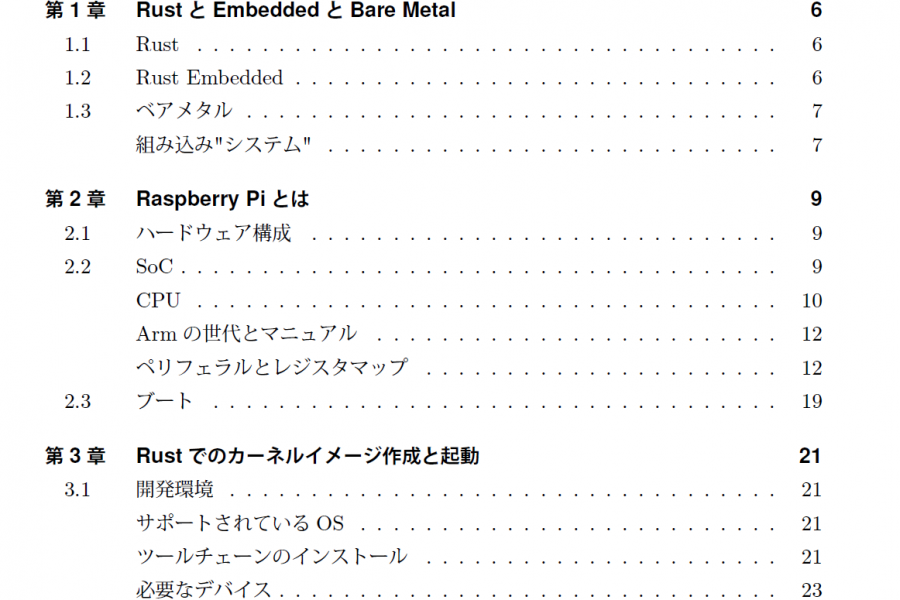 第 1 章 Rust と Embedded と Bare Metal 6
1.1 Rust . . . . . . . . . . . . . . . . . . . . . . . . . . . . . . . . . . . . 6
1.2 Rust Embedded . . . . . . . . . . . . . . . . . . . . . . . . . . . . . . 6
1.3 ベアメタル . . . . . . . . . . . . . . . . . . . . . . . . . . . . . . . . . 7
組み込み"システム" . . . . . . . . . . . . . . . . . . . . . . . . . . . . 7
第 2 章 Raspberry Pi とは 9
2.1 ハードウェア構成 . . . . . . . . . . . . . . . . . . . . . . . . . . . . . 9
2.2 SoC . . . . . . . . . . . . . . . . . . . . . . . . . . . . . . . . . . . . . 9
CPU . . . . . . . . . . . . . . . . . . . . . . . . . . . . . . . . . . . . 10
Arm の世代とマニュアル . . . . . . . . . . . . . . . . . . . . . . . . . 12
ペリフェラルとレジスタマップ . . . . . . . . . . . . . . . . . . . . . . 12
2.3 ブート . . . . . . . . . . . . . . . . . . . . . . . . . . . . . . . . . . . 19
第 3 章 Rust でのカーネルイメージ作成と起動 21
3.1 開発環境 . . . . . . . . . . . . . . . . . . . . . . . . . . . . . . . . . . 21
サポートされている OS . . . . . . . . . . . . . . . . . . . . . . . . . . 21
ツールチェーンのインストール . . . . . . . . . . . . . . . . . . . . . . 21
必要なデバイス . . . . . . . . . . . . . . . . . . . . . . . . . . . . . . . 23